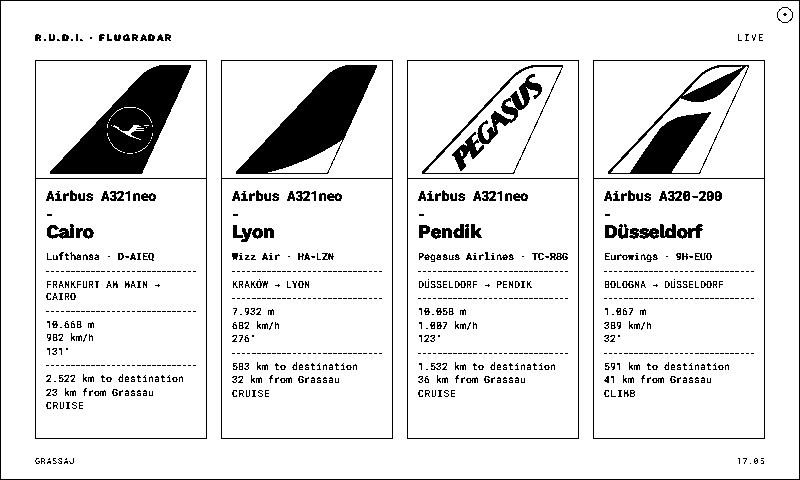 R.U.D.I. · FLUGRADAR
LIVE
PEGASUS
Airbus A321neo
-
Cairo
Lufthansa · D-AIEQ
FRANKFURT AM MAIN →
CAIRO
10.668 m
982 km/h
131°
2.522 km to destination
23 km from Grassau
CRUISE
Airbus A321neo
-
Lyon
Wizz Air · HA-LZN
KRAKÓW → LYON
7.932 m
682 km/h
276°
583 km to destination
32 km from Grassau
CRUISE
Airbus A321neo
-
Pendik
Pegasus Airlines · TC-RBG
DÜSSELDORF → PENDIK
10.058 m
1.007 km/h
123°
1.532 km to destination
36 km from Grassau
CRUISE
Airbus A320-200
-
Düsseldorf
Eurowings · 9H-EUO
BOLOGNA → DÜSSELDORF
1.067 m
389 km/h
32°
591 km to destination
41 km from Grassau
CLIMB
GRASSAU
17:05